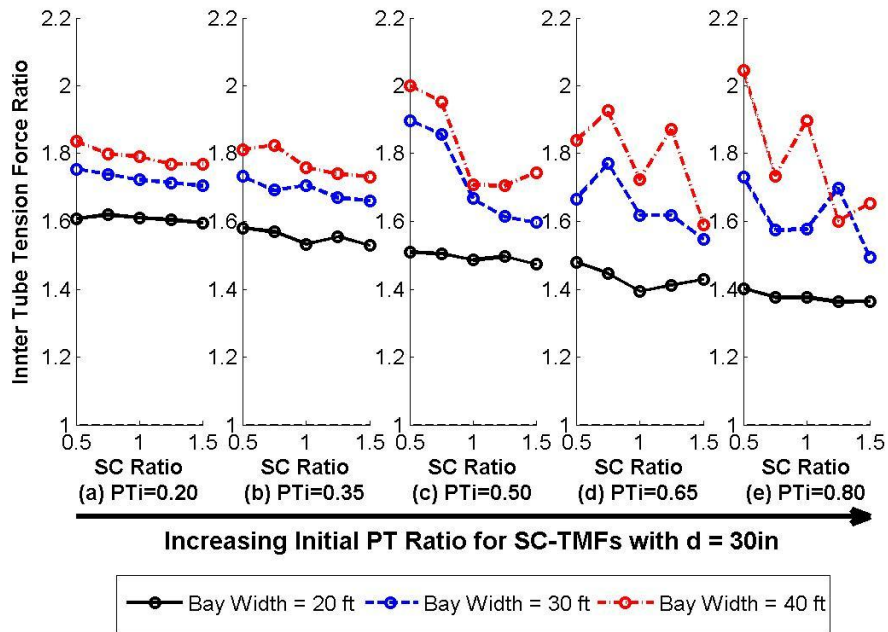 Innter Tube Tension Force Ratio
2.2 2.2 2.2 2.2 2.2
2 2 2 2 2
1.8 1.8 1.8 1.8 1.8
1.6 1.6 1.6 1.6 1.6
1.4 1.4 1.4 1.4 1.4
1.2 1.2 1.2 1.2 1.2
1 1 1 1 1
0.5 1 1.5 0.5 1 1.5 0.5 1 1.5 0.5 1 1.5 0.5 1 1.5
SC Ratio SC Ratio SC Ratio SC Ratio SC Ratio
(a) PTi=0.20 (b) PTi=0.35 (c) PTi=0.50 (d) PTi=0.65 (e) PTi=0.80
Increasing Initial PT Ratio for SC-TMFs with d = 30in
Bay Width = 20 ft Bay Width = 30 ft Bay Width = 40 ft